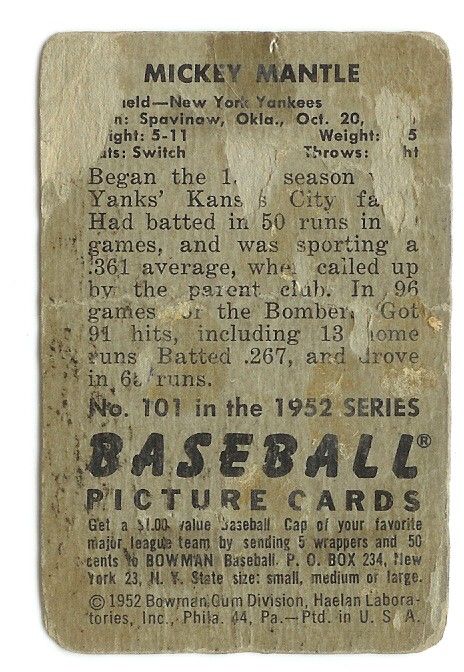 MICKEY MANTLE
ield—New York Yankees
n: Spavinaw, Okla., Oct. 20,
ight: 5-11 Weight: 5
ats: Switch Throws: ht
Began the 1 season
Yanks' Kans s City fa
Had batted in 50 runs in
games, and was sporting a
.361 average, whe called up
by the parent club. In 96
games for the Bomber Got
91 hits, including 13 home
runs Batted .267, and drove
in 6 runs.
No. 101 in the 1952 SERIES
BASEBALL®
PICTURE CARDS
Get a $1.00 value Baseball Cap of your favorite
major league team by sending 5 wrappers and 50
cents to BOWMAN Baseball, P. O. BOX 234, New
York 23, N. Y. State size: small, medium or large.
©1952 Bowman Gum Division, Haelan Labora-
tories, Inc., Phila. 44, Pa.—Ptd. in U. S. A.